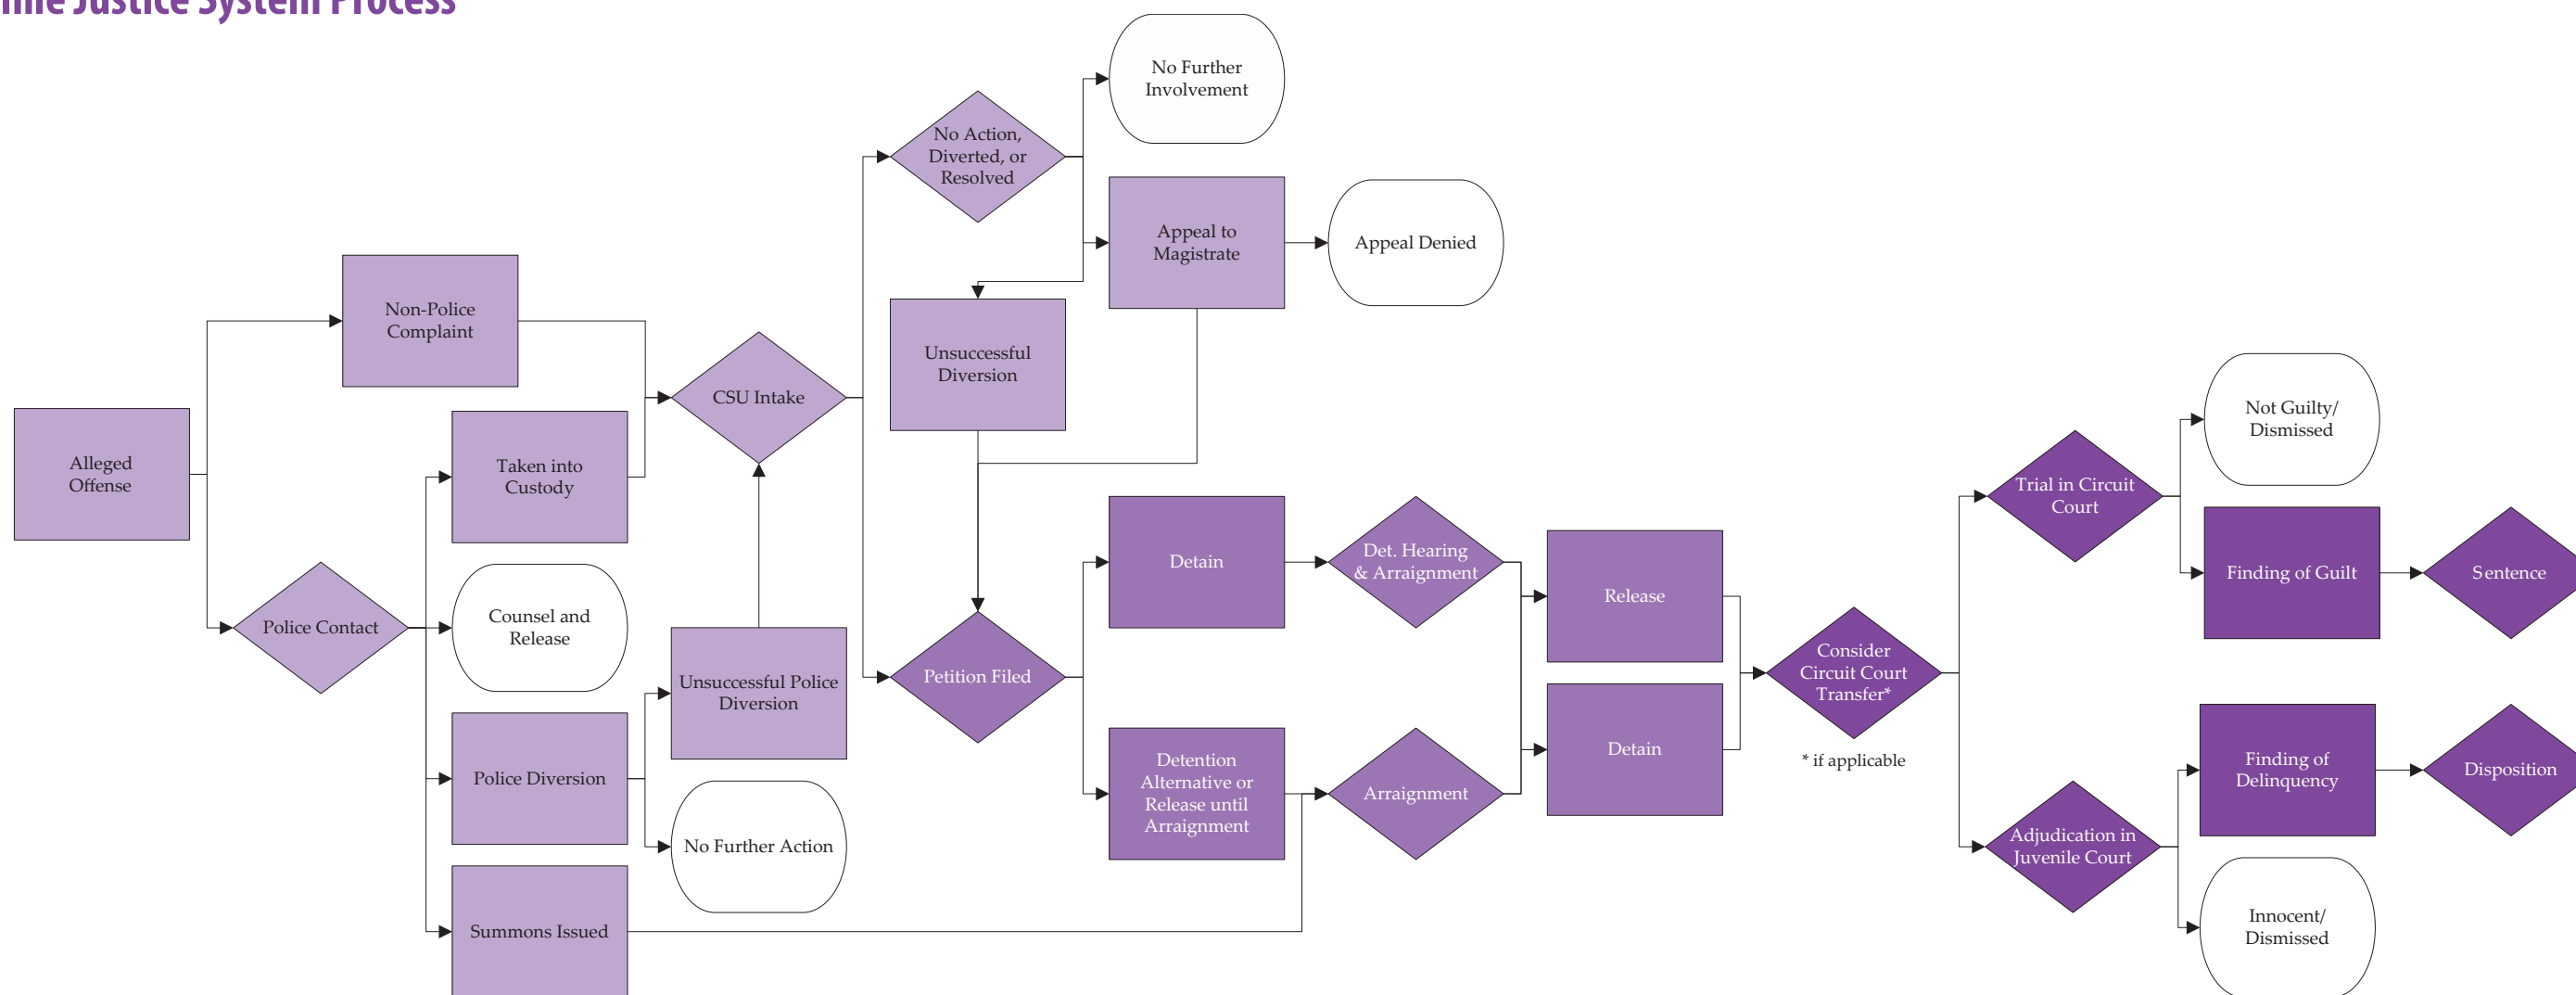 Justice System Process
No Further
Involvement
No Action,
Diverted, or
Resolved
Appeal to
Magistrate
Appeal Denied
Non-Police
Complaint
Unsuccessful
Diversion
CSU Intake
Alleged
Offense
Taken into
Custody
Police Contact
Counsel and
Release
Unsuccessful Police
Diversion
Police Diversion
No Further Action
Summons Issued
Petition Filed
Detain
Det. Hearing
& Arraignment
Detention
Alternative or
Release until
Arraignment
Arraignment
Release
Detain
Consider
Circuit Court
Transfer*
* if applicable
Trial in Circuit
Court
Not Guilty/
Dismissed
Finding of Guilt
Sentence
Adjudication in
Juvenile Court
Finding of
Delinquency
Disposition
Innocent/
Dismissed